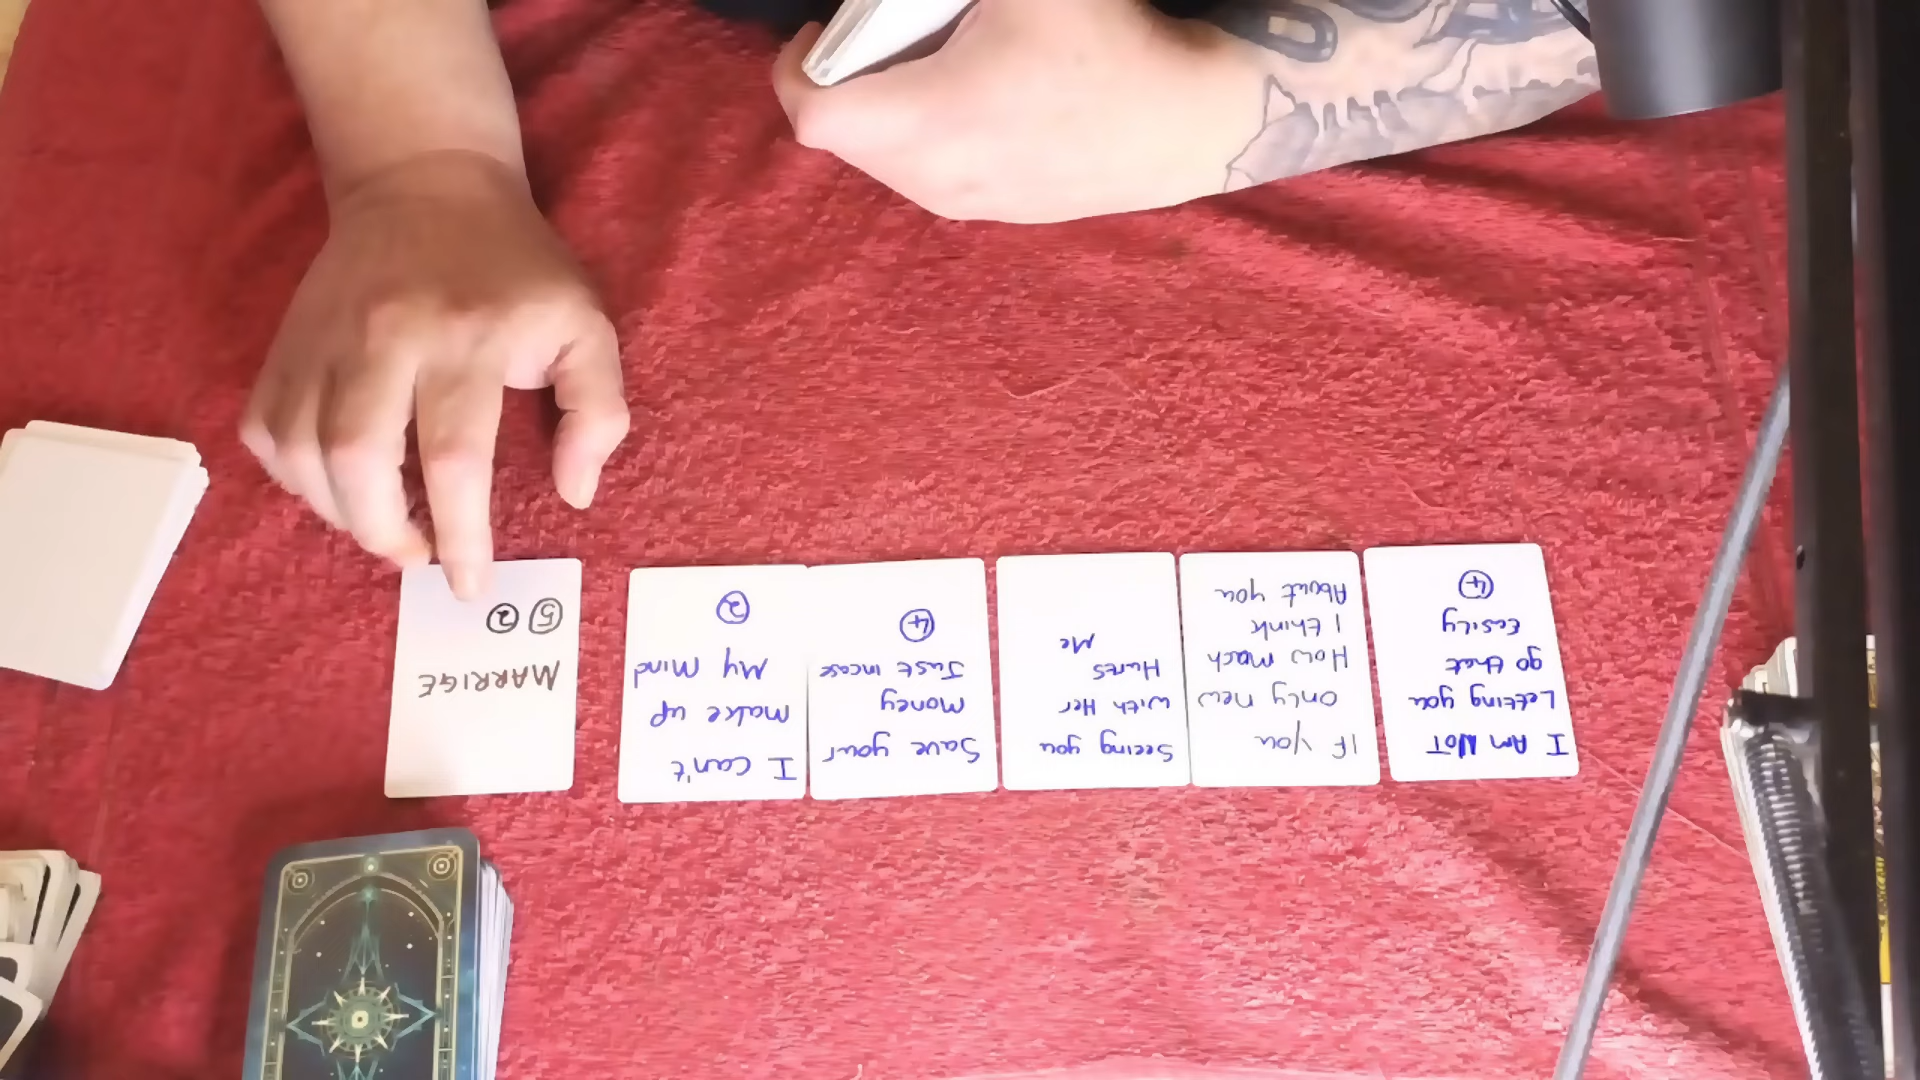 I AM NOT
Letting you
go that
Easily
④
IF you
only new
How much
I think
About you
Seeing you
with Her
Hurts
Me
Save your
Money
Just incase
④
I can't
make up
My Mind
②
MARRIGE
⑤ ②